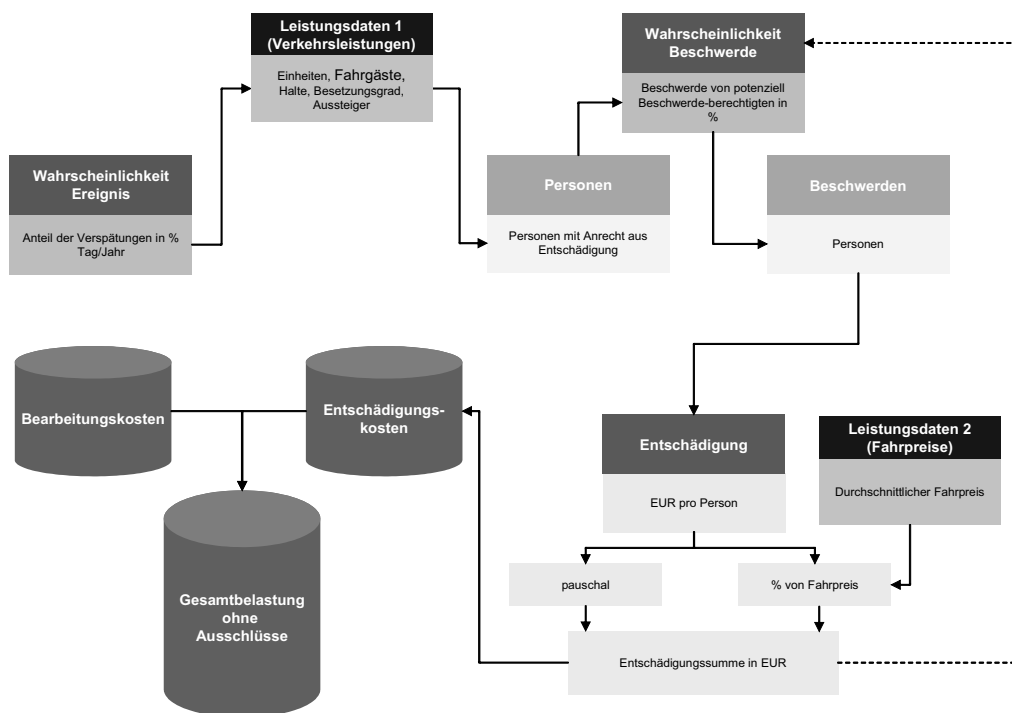 Leistungsdaten 1
(Verkehrsleistungen)
Einheiten, Fahrgäste,
Halte, Besetzungsgrad,
Aussteiger
Wahrscheinlichkeit
Beschwerde
Beschwerde von potenziell
Beschwerde-berechtigten in
%
Wahrscheinlichkeit
Ereignis
Anteil der Verspätungen in %
Tag/Jahr
Personen
Personen mit Anrecht aus
Entschädigung
Beschwerden
Personen
Bearbeitungskosten
Entschädigungs-
kosten
Gesamtbelastung
ohne
Ausschlüsse
Entschädigung
EUR pro Person
Leistungsdaten 2
(Fahrpreise)
Durchschnittlicher Fahrpreis
pauschal
% von Fahrpreis
Entschädigungssumme in EUR